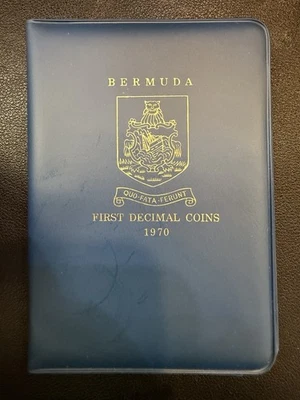 BERMUDA
QUO·FATA·FERUNT
FIRST DECIMAL COINS
1970